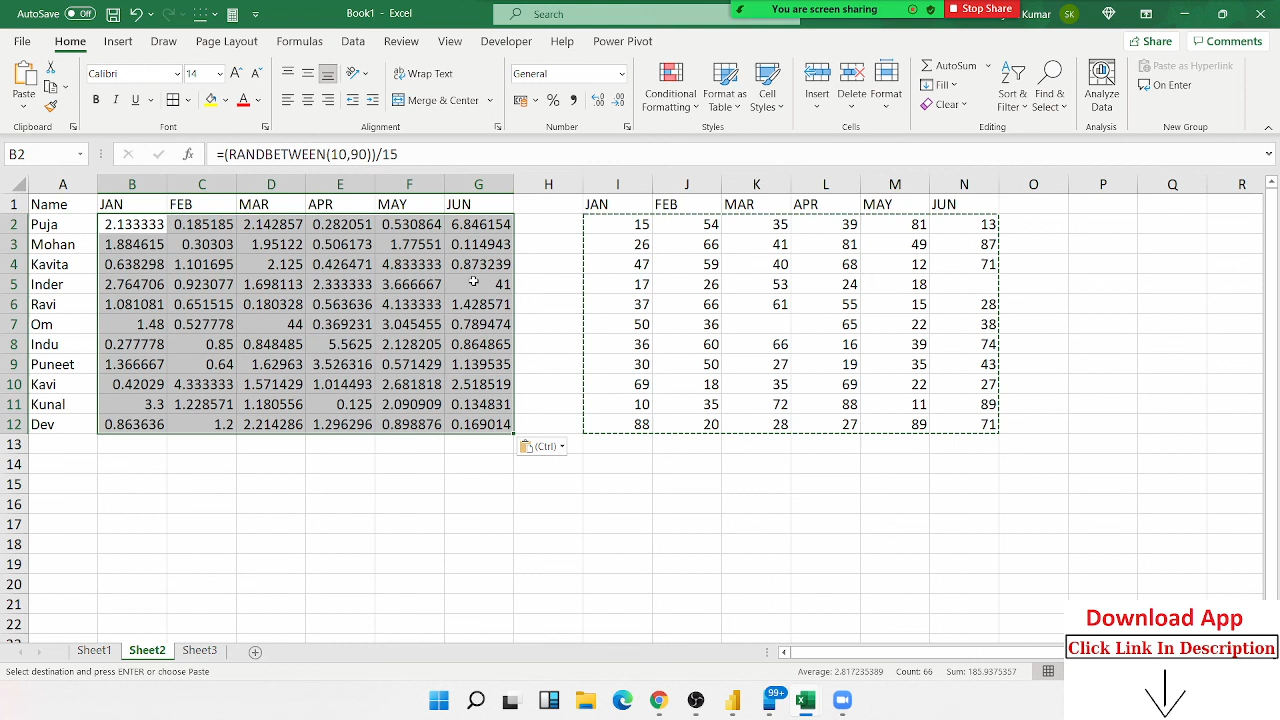 AutoSave Off Book1 - Excel Search You are screen sharing Stop Share Kumar SK
File Home Insert Draw Page Layout Formulas Data Review View Developer Help Power Pivot Share Comments
Paste Calibri 14 Wrap Text General Conditional Formatting Format as Table Cell Styles Insert Delete Format AutoSum Sort & Filter Find & Select Analyze Data Paste as Hyperlink
B I U Merge & Center Fill On Enter
Clear
Clipboard Font Alignment Number Styles Cells Editing Analysis New Group
B2 fx =(RANDBETWEEN(10,90))/15
A B C D E F G H I J K L M N O P Q R
1 Name JAN FEB MAR APR MAY JUN JAN FEB MAR APR MAY JUN
2 Puja 2.133333 0.185185 2.142857 0.282051 0.530864 6.846154 15 54 35 39 81 13
3 Mohan 1.884615 0.30303 1.95122 0.506173 1.77551 0.114943 26 66 41 81 49 87
4 Kavita 0.638298 1.101695 2.125 0.426471 4.833333 0.873239 47 59 40 68 12 71
5 Inder 2.764706 0.923077 1.698113 2.333333 3.666667 41 17 26 53 24 18
6 Ravi 1.081081 0.651515 0.180328 0.563636 4.133333 1.428571 37 66 61 55 15 28
7 Om 1.48 0.527778 44 0.369231 3.045455 0.789474 50 36 65 22 38
8 Indu 0.277778 0.85 0.848485 5.5625 2.128205 0.864865 36 60 66 16 39 74
9 Puneet 1.366667 0.64 1.62963 3.526316 0.571429 1.139535 30 50 27 19 35 43
10 Kavi 0.42029 4.333333 1.571429 1.014493 2.681818 2.518519 69 18 35 69 22 27
11 Kunal 3.3 1.228571 1.180556 0.125 2.090909 0.134831 10 35 72 88 11 89
12 Dev 0.863636 1.2 2.214286 1.296296 0.898876 0.169014 88 20 28 27 89 71
13 (Ctrl)
14
15
16
17
18
19
20
21
22
Download App
Click Link In Description
Sheet1 Sheet2 Sheet3
Select destination and press ENTER or choose Paste Average: 2.817235389 Count: 66 Sum: 185.9375357
99+